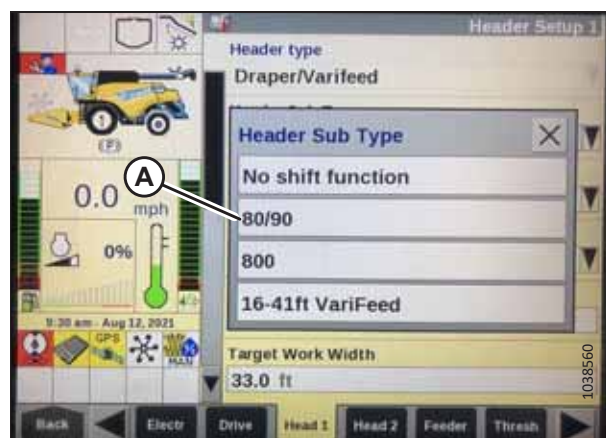 Header Setup 1
Header type
Draper/Varifeed
Header Sub Type
No shift function
80/90
800
16-41ft VariFeed
A
(F)
0.0 mph
0%
9:30 am - Aug 12, 2021
GPS
MAN
Target Work Width
33.0 ft
1038560
Back
Electr
Drive
Head 1
Head 2
Feeder
Thresh